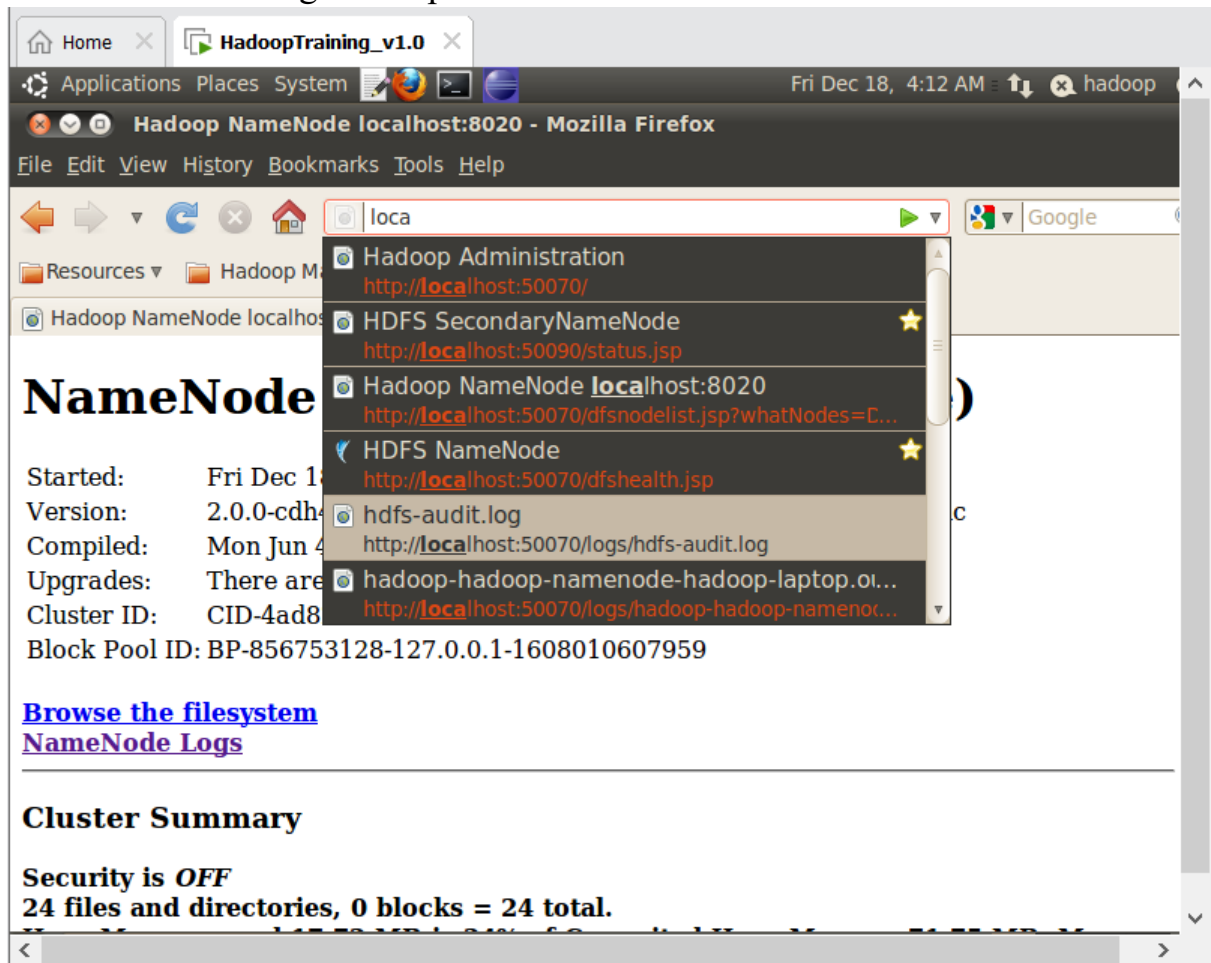 Home HadoopTraining_v1.0
Applications Places System Fri Dec 18, 4:12 AM hadoop
Hadoop NameNode localhost:8020 - Mozilla Firefox
File Edit View History Bookmarks Tools Help
loca Google
Resources Hadoop Ma
Hadoop NameNode localhos
Hadoop Administration
http://localhost:50070/
HDFS SecondaryNameNode
http://localhost:50090/status.jsp
Hadoop NameNode localhost:8020
http://localhost:50070/dfsnodelist.jsp?whatNodes=D...
HDFS NameNode
http://localhost:50070/dfshealth.jsp
hdfs-audit.log
http://localhost:50070/logs/hdfs-audit.log
hadoop-hadoop-namenode-hadoop-laptop.ou...
http://localhost:50070/logs/hadoop-hadoop-namenoc...
NameNode )
Started: Fri Dec 18
Version: 2.0.0-cdh4 c
Compiled: Mon Jun 4
Upgrades: There are
Cluster ID: CID-4ad8
Block Pool ID: BP-856753128-127.0.0.1-1608010607959
Browse the filesystem
NameNode Logs
Cluster Summary
Security is OFF
24 files and directories, 0 blocks = 24 total.